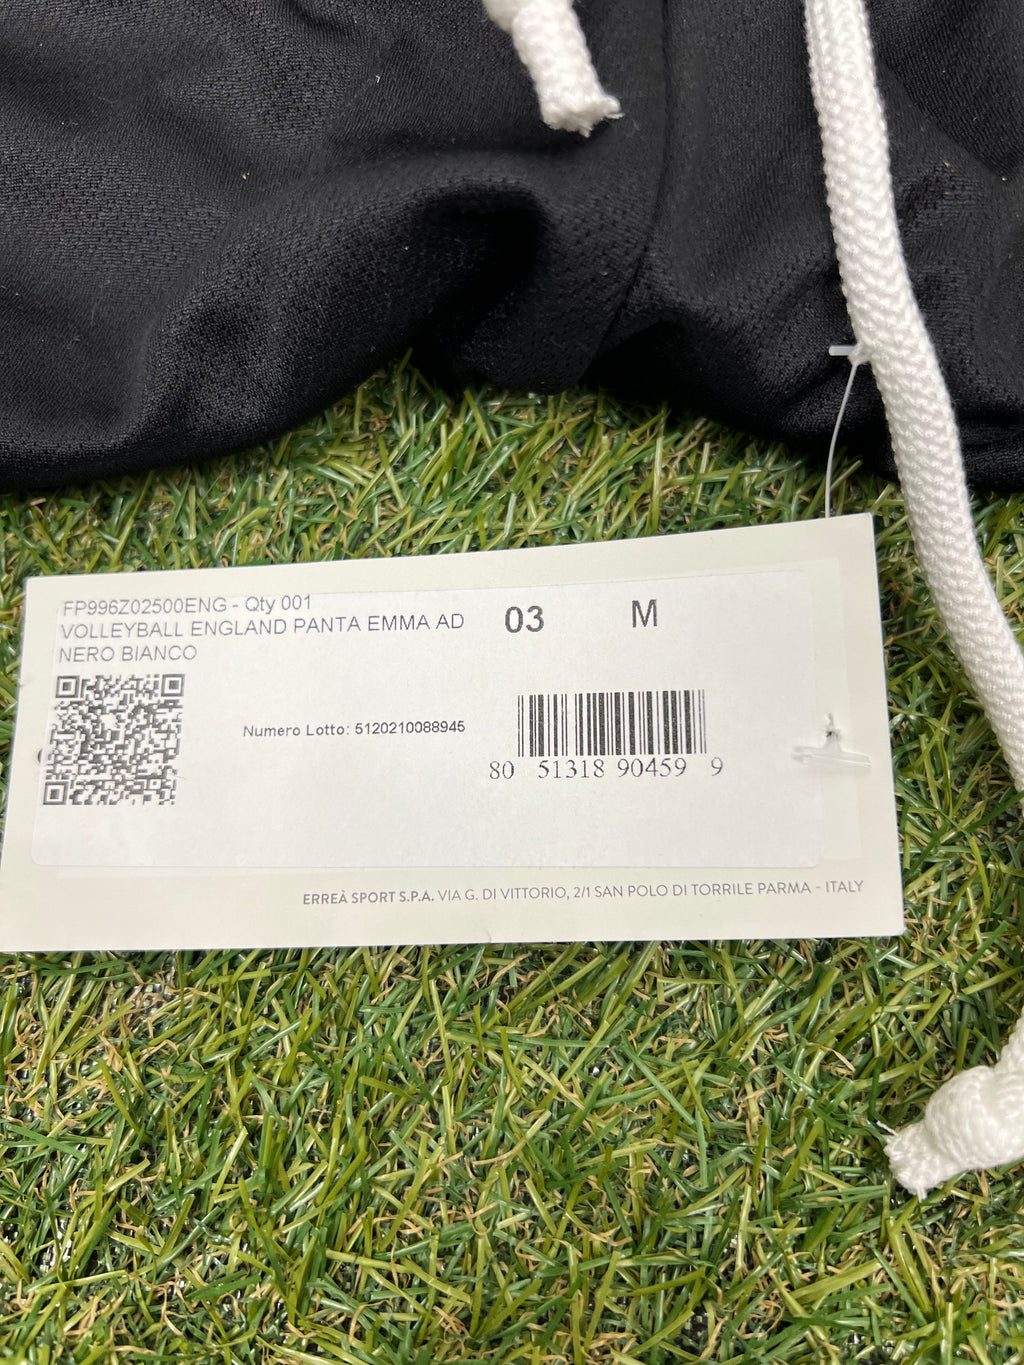 FP996Z02500ENG - Qty 001
VOLLEYBALL ENGLAND PANTA EMMA AD
NERO BIANCO
03 M
Numero Lotto: 5120210088945
80 51318 90459 9
ERREÀ SPORT S.P.A. VIA G. DI VITTORIO, 2/1 SAN POLO DI TORRILE PARMA - ITALY